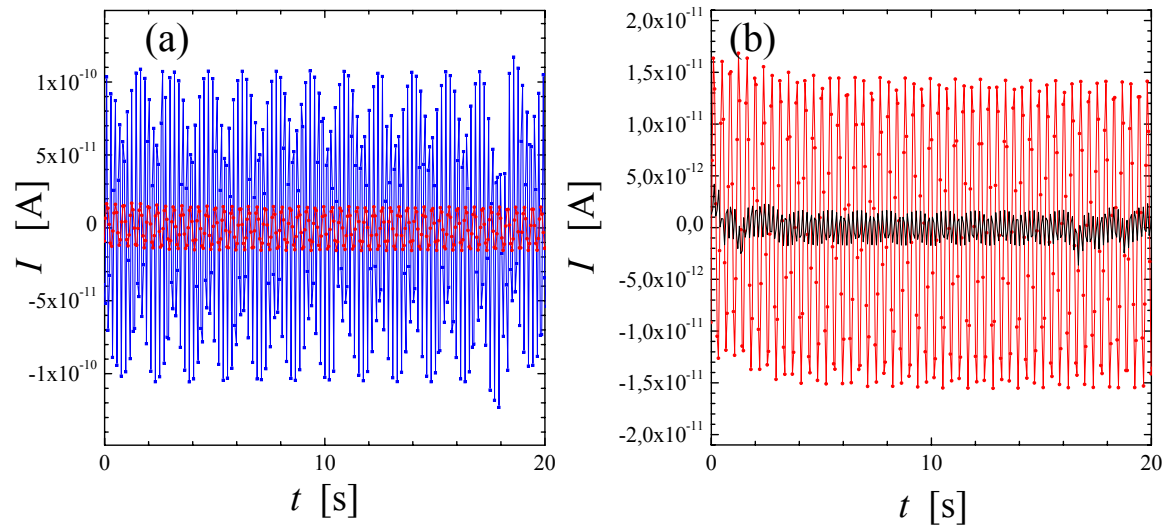 (a)
1x10-10
5x10-11
0
-5x10-11
-1x10-10
I [A]
0
10
20
t [s]
(b)
2,0x10-11
1,5x10-11
1,0x10-11
5,0x10-12
0,0
-5,0x10-12
-1,0x10-11
-1,5x10-11
-2,0x10-11
I [A]
0
10
20
t [s]